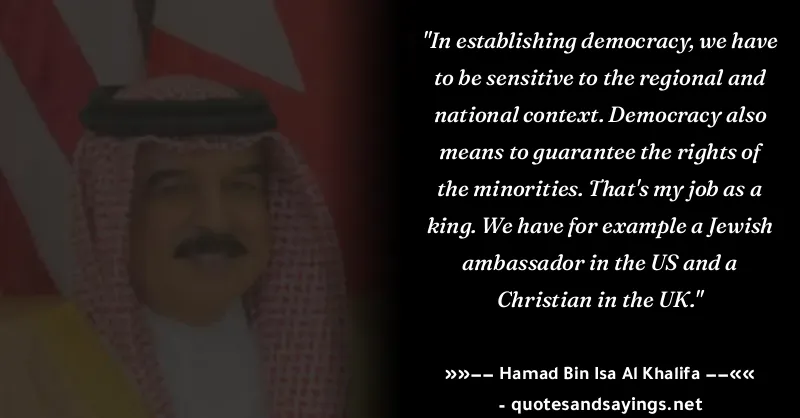 "In establishing democracy, we have
to be sensitive to the regional and
national context. Democracy also
means to guarantee the rights of
the minorities. That's my job as a
king. We have for example a Jewish
ambassador in the US and a
Christian in the UK."
»»–– Hamad Bin Isa Al Khalifa ––««
- quotesandsayings.net